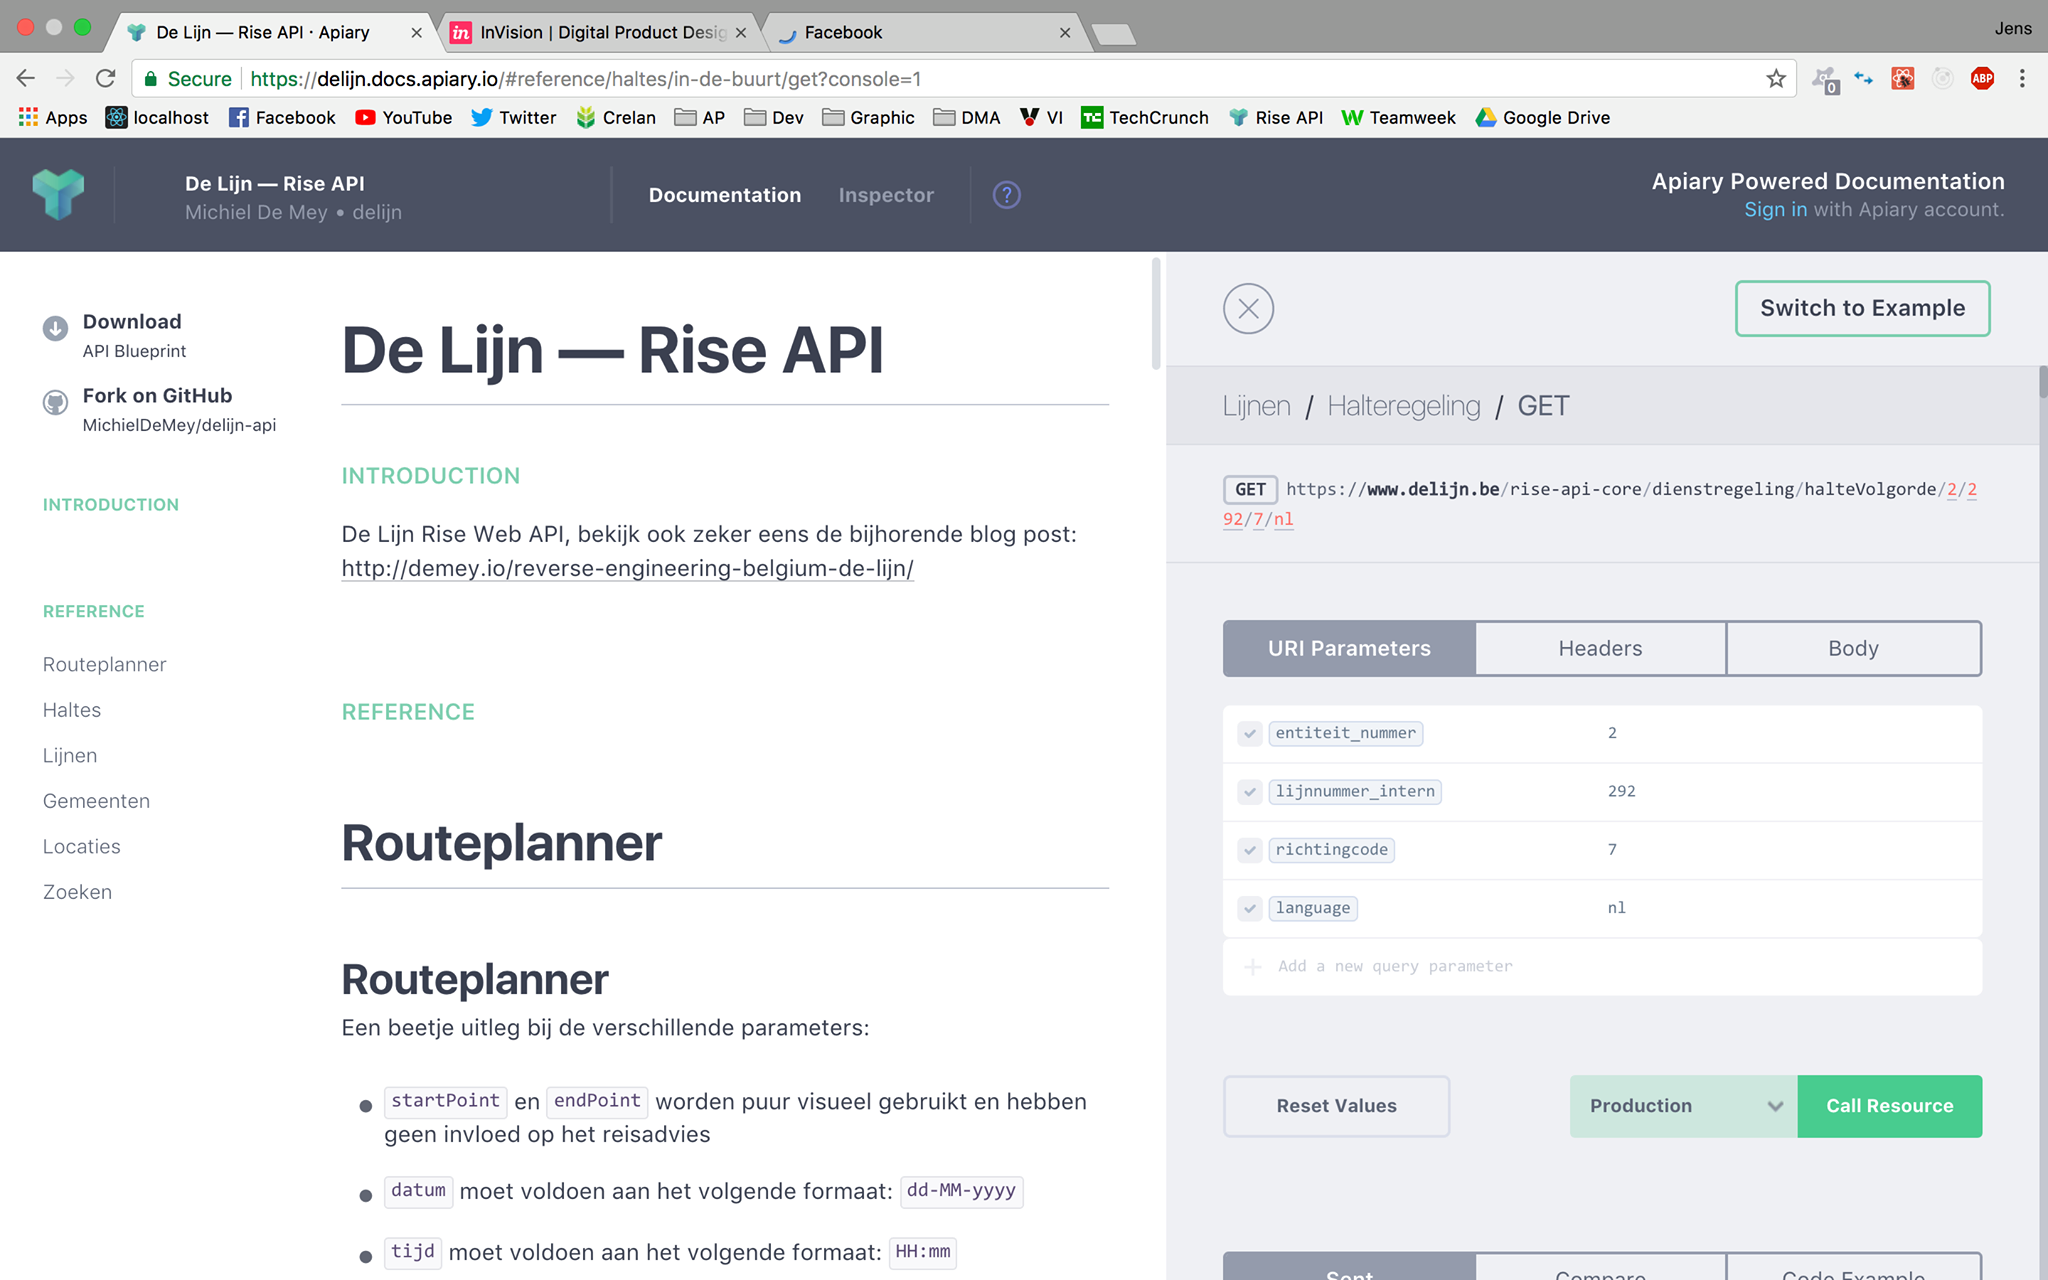 De Lijn — Rise API · Apiary
InVision | Digital Product Desig
Facebook
Jens
Secure
https://delijn.docs.apiary.io/#reference/haltes/in-de-buurt/get?console=1
0
ABP
Apps
localhost
Facebook
YouTube
Twitter
Crelan
AP
Dev
Graphic
DMA
VI
TechCrunch
Rise API
Teamweek
Google Drive
De Lijn — Rise API
Michiel De Mey • delijn
Documentation
Inspector
?
Apiary Powered Documentation
Sign in with Apiary account.
Download
API Blueprint
Fork on GitHub
MichielDeMey/delijn-api
INTRODUCTION
REFERENCE
Routeplanner
Haltes
Lijnen
Gemeenten
Locaties
Zoeken
De Lijn — Rise API
INTRODUCTION
De Lijn Rise Web API, bekijk ook zeker eens de bijhorende blog post:
http://demey.io/reverse-engineering-belgium-de-lijn/
REFERENCE
Routeplanner
Routeplanner
Een beetje uitleg bij de verschillende parameters:
startPoint en endPoint worden puur visueel gebruikt en hebben
geen invloed op het reisadvies
datum moet voldoen aan het volgende formaat: dd-MM-yyyy
tijd moet voldoen aan het volgende formaat: HH:mm
Switch to Example
Lijnen / Halteregeling / GET
GET https://www.delijn.be/rise-api-core/dienstregeling/halteVolgorde/2/2
92/7/nl
URI Parameters
Headers
Body
entiteit_nummer 2
lijnnummer_intern 292
richtingcode 7
language nl
Add a new query parameter
Reset Values
Production
Call Resource
Sent
Compare
Code Example